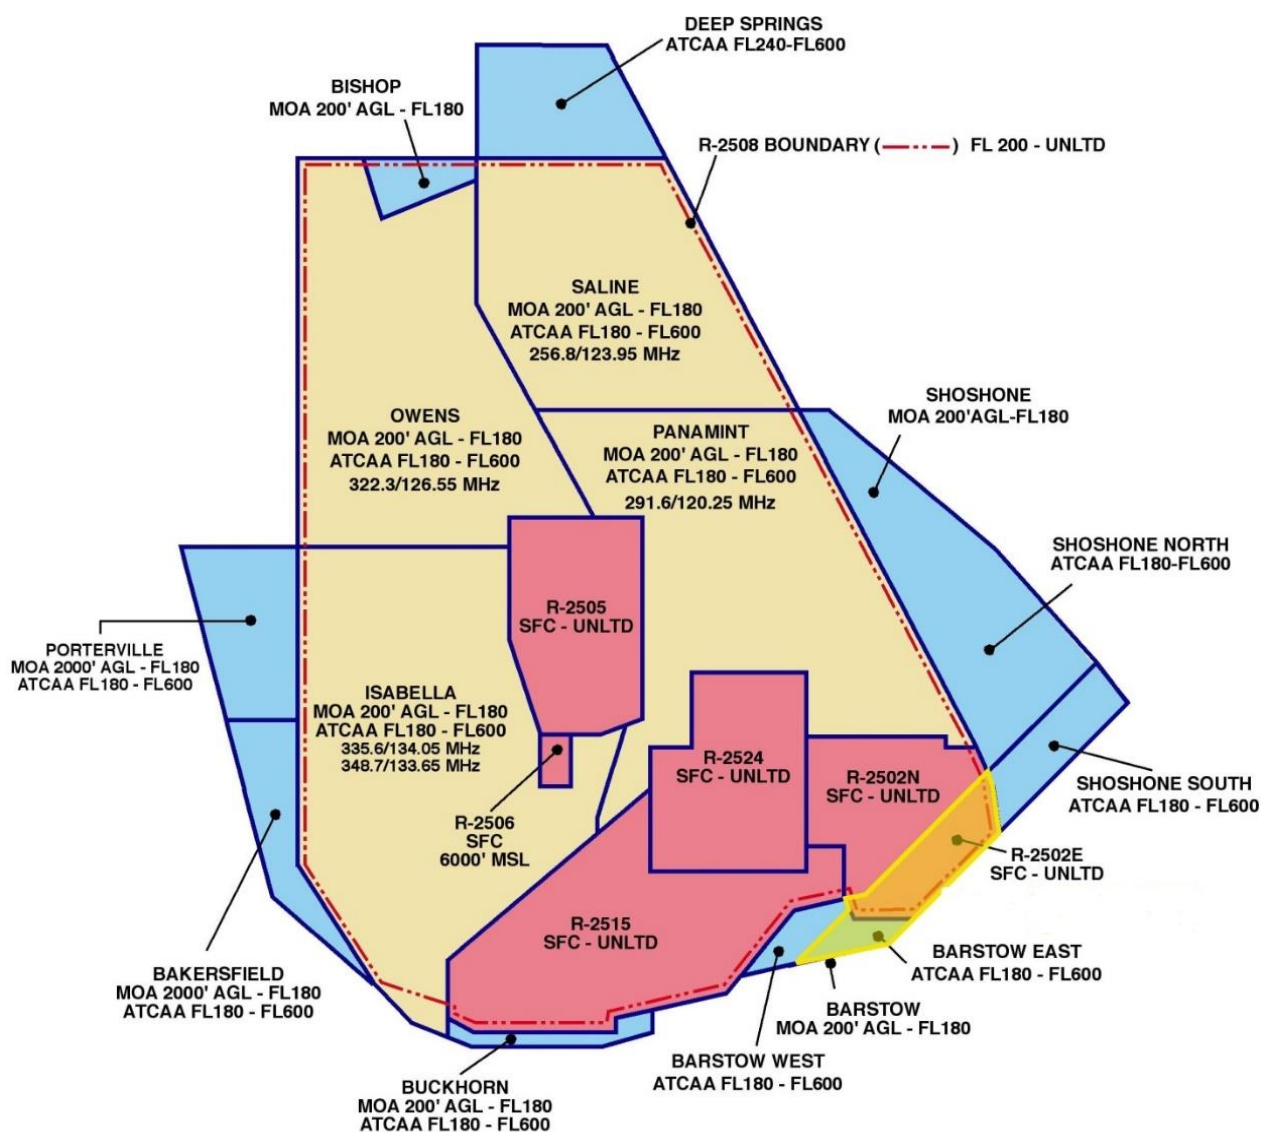 DEEP SPRINGS
ATCAA FL240-FL600
BISHOP
MOA 200' AGL - FL180
R-2508 BOUNDARY ( ) FL 200 - UNLTD
SALINE
MOA 200' AGL - FL180
ATCAA FL180 - FL600
256.8/123.95 MHz
SHOSHONE
MOA 200'AGL-FL180
OWENS
MOA 200' AGL - FL180
ATCAA FL180 - FL600
322.3/126.55 MHz
PANAMINT
MOA 200' AGL - FL180
ATCAA FL180 - FL600
291.6/120.25 MHz
SHOSHONE NORTH
ATCAA FL180-FL600
R-2505
SFC - UNLTD
PORTERVILLE
MOA 2000' AGL - FL180
ATCAA FL180 - FL600
ISABELLA
MOA 200' AGL - FL180
ATCAA FL180 - FL600
335.6/134.05 MHz
348.7/133.65 MHz
R-2524
SFC - UNLTD
R-2502N
SFC - UNLTD
SHOSHONE SOUTH
ATCAA FL180 - FL600
R-2506
SFC
6000' MSL
R-2502E
SFC - UNLTD
R-2515
SFC - UNLTD
BARSTOW EAST
ATCAA FL180 - FL600
BAKERSFIELD
MOA 2000' AGL - FL180
ATCAA FL180 - FL600
BARSTOW
MOA 200' AGL - FL180
BARSTOW WEST
ATCAA FL180 - FL600
BUCKHORN
MOA 200' AGL - FL180
ATCAA FL180 - FL600